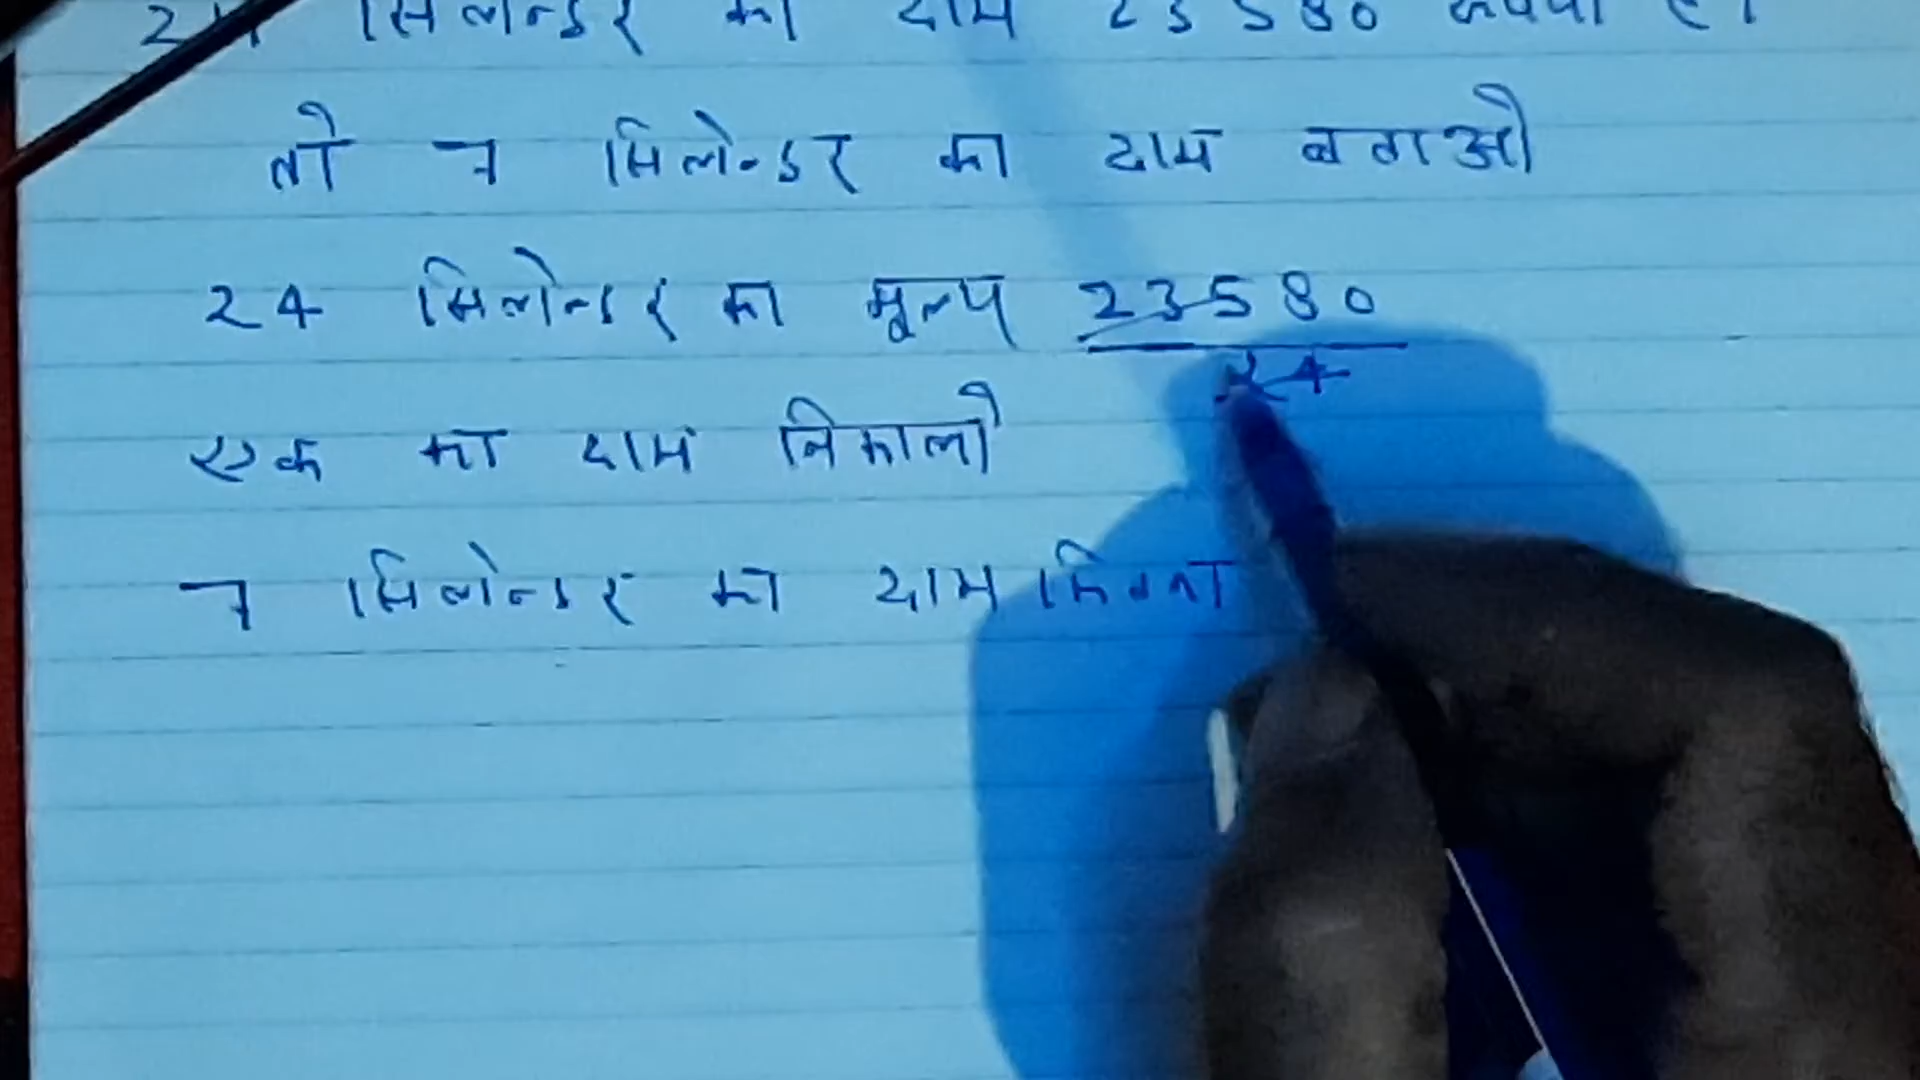 24 सिलेन्डर का दाम 23580 रुपया है।
तो 7 सिलेन्डर का दाम बताओ
24 सिलेन्डर का मूल्य 23580
24
एक का दाम निकालो
7 सिलेन्डर का दाम कितना